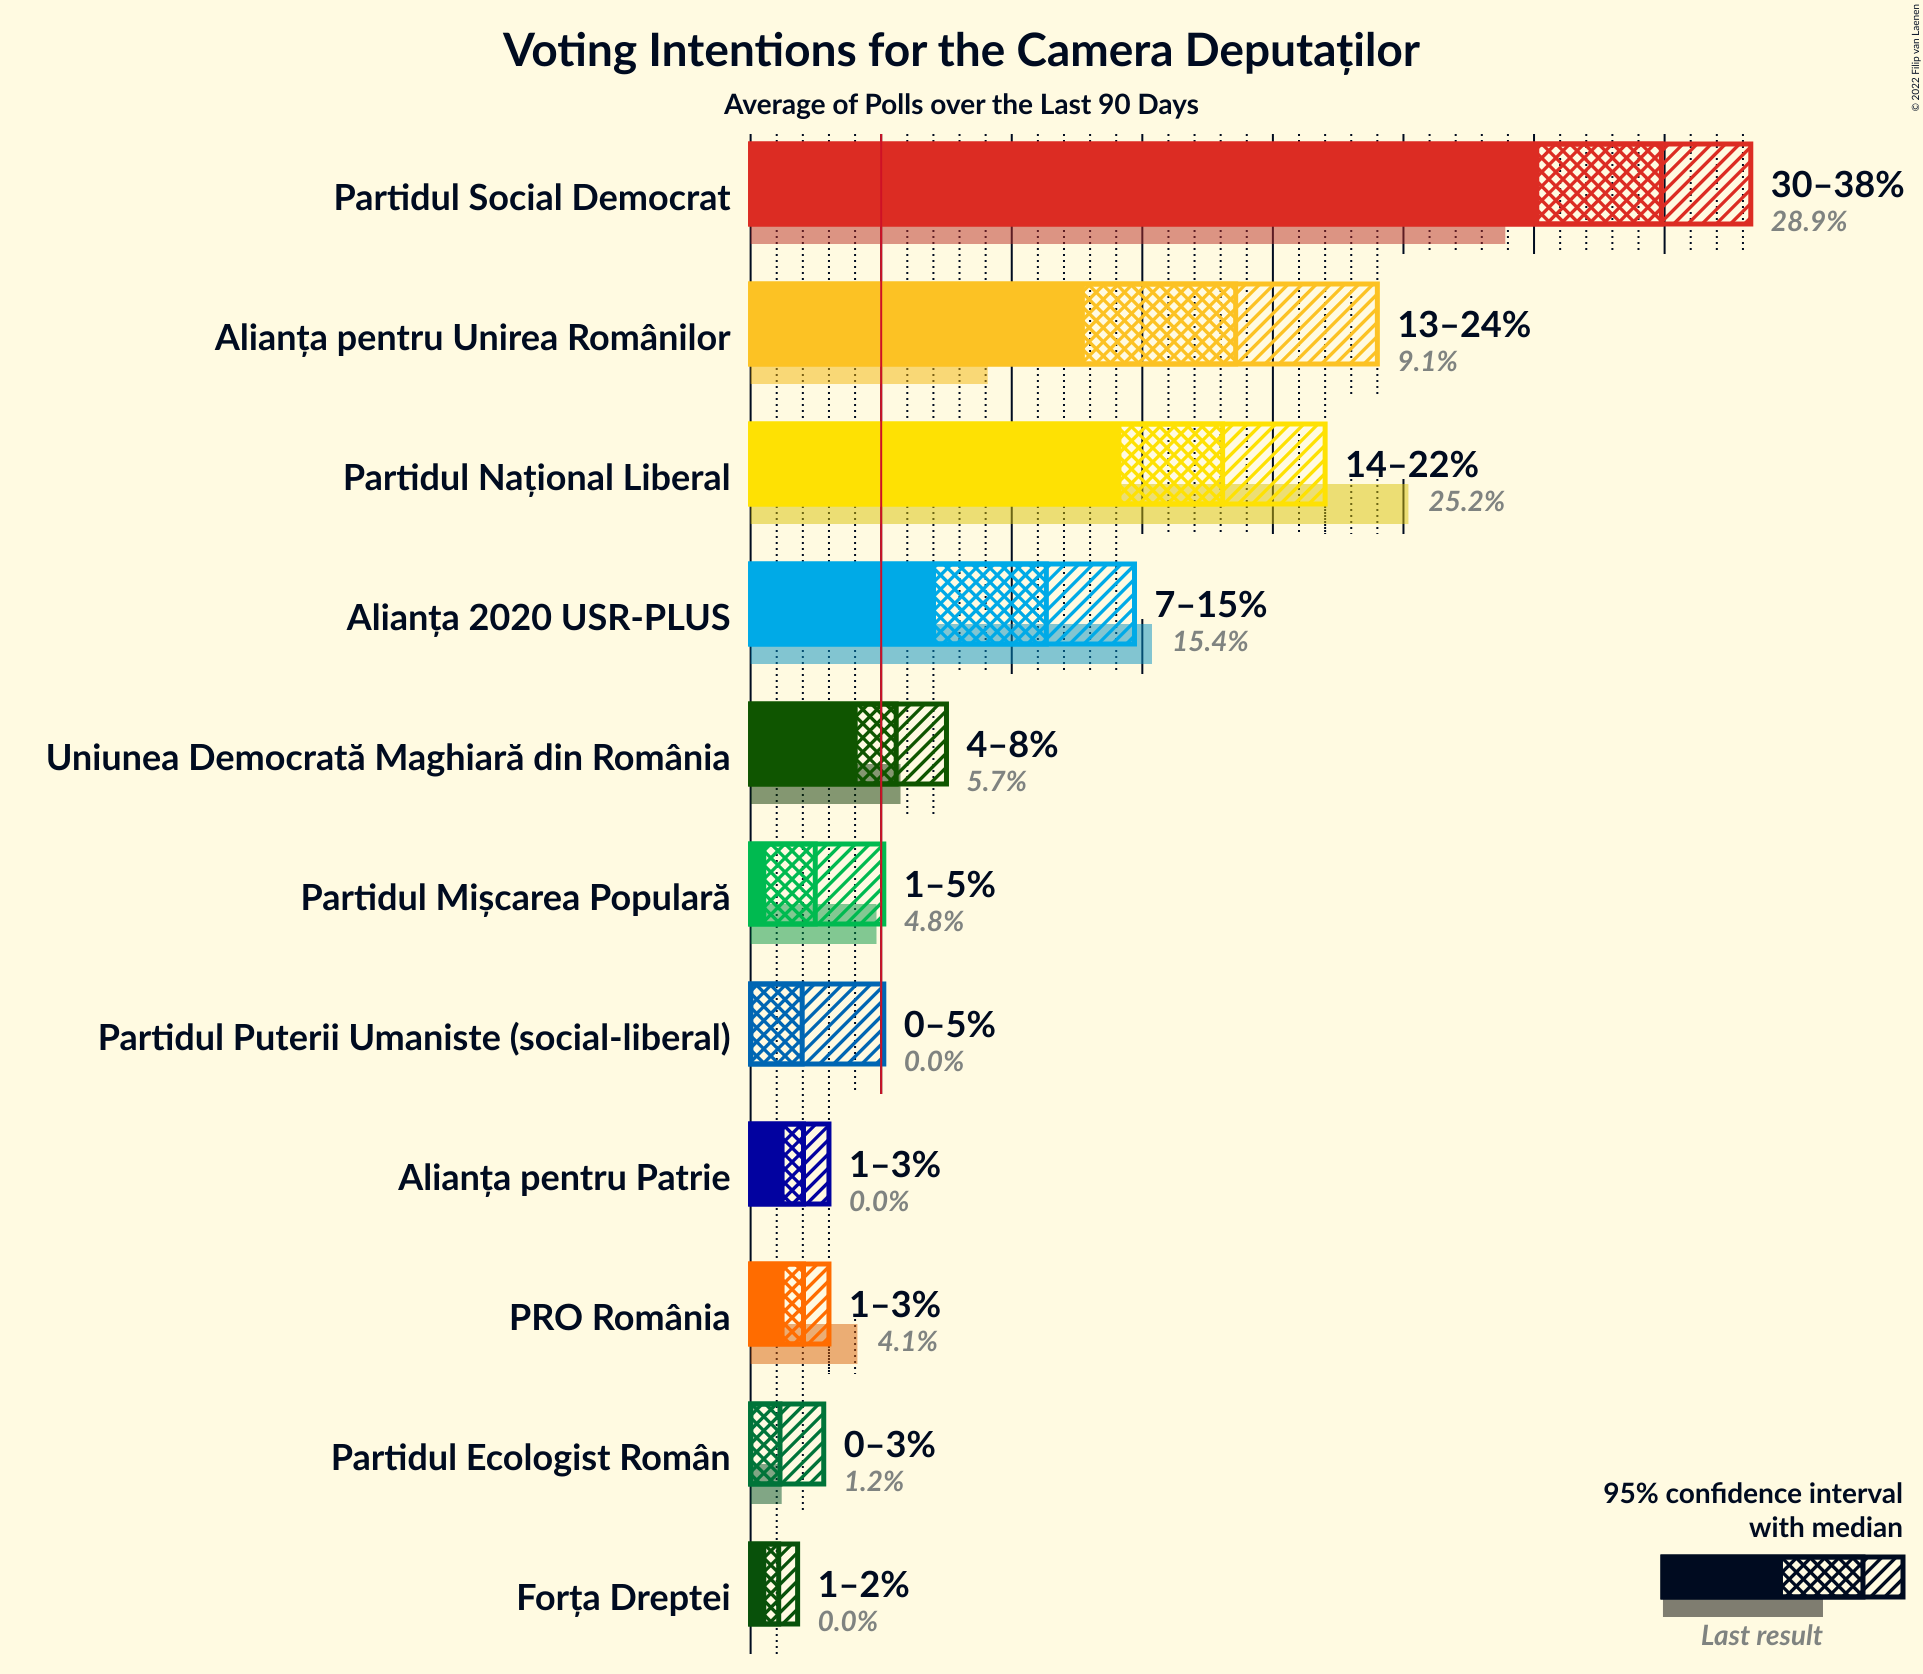 Voting Intentions for the Camera Deputaților
Average of Polls over the Last 90 Days
© 2022 Filip van Laenen
Partidul Social Democrat
30–38%
28.9%
Alianța pentru Unirea Românilor
13–24%
9.1%
Partidul Național Liberal
14–22%
25.2%
Alianța 2020 USR-PLUS
7–15%
15.4%
Uniunea Democrată Maghiară din România
4–8%
5.7%
Partidul Mișcarea Populară
1–5%
4.8%
Partidul Puterii Umaniste (social-liberal)
0–5%
0.0%
Alianța pentru Patrie
1–3%
0.0%
PRO România
1–3%
4.1%
Partidul Ecologist Român
0–3%
1.2%
Forța Dreptei
1–2%
0.0%
95% confidence interval
with median
Last result